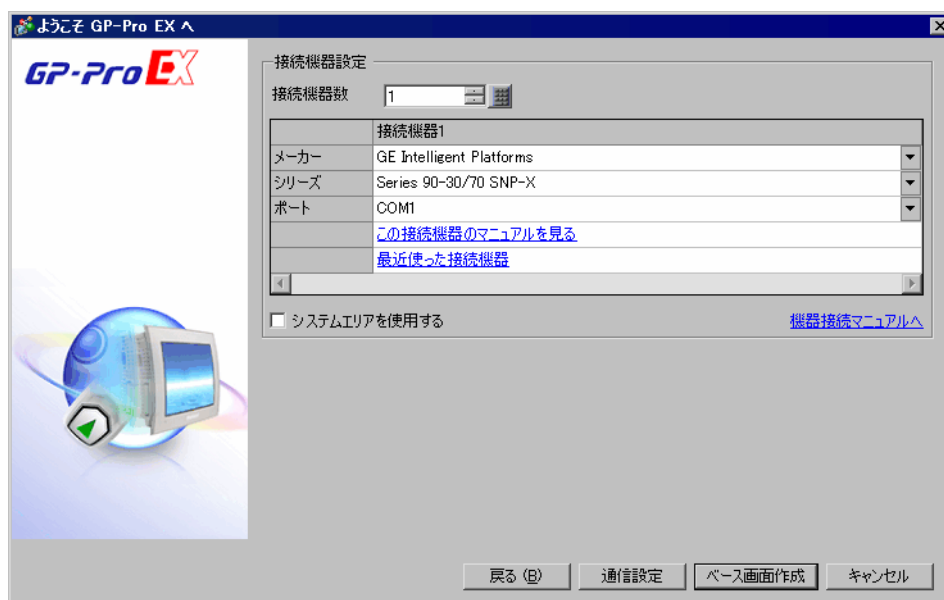 ようこそ GP-Pro EX へ
GP-Pro EX
接続機器設定
接続機器数 1
接続機器1
メーカー GE Intelligent Platforms
シリーズ Series 90-30/70 SNP-X
ポート COM1
この接続機器のマニュアルを見る
最近使った接続機器
システムエリアを使用する 機器接続マニュアルへ
戻る (B) 通信設定 ベース画面作成 キャンセル